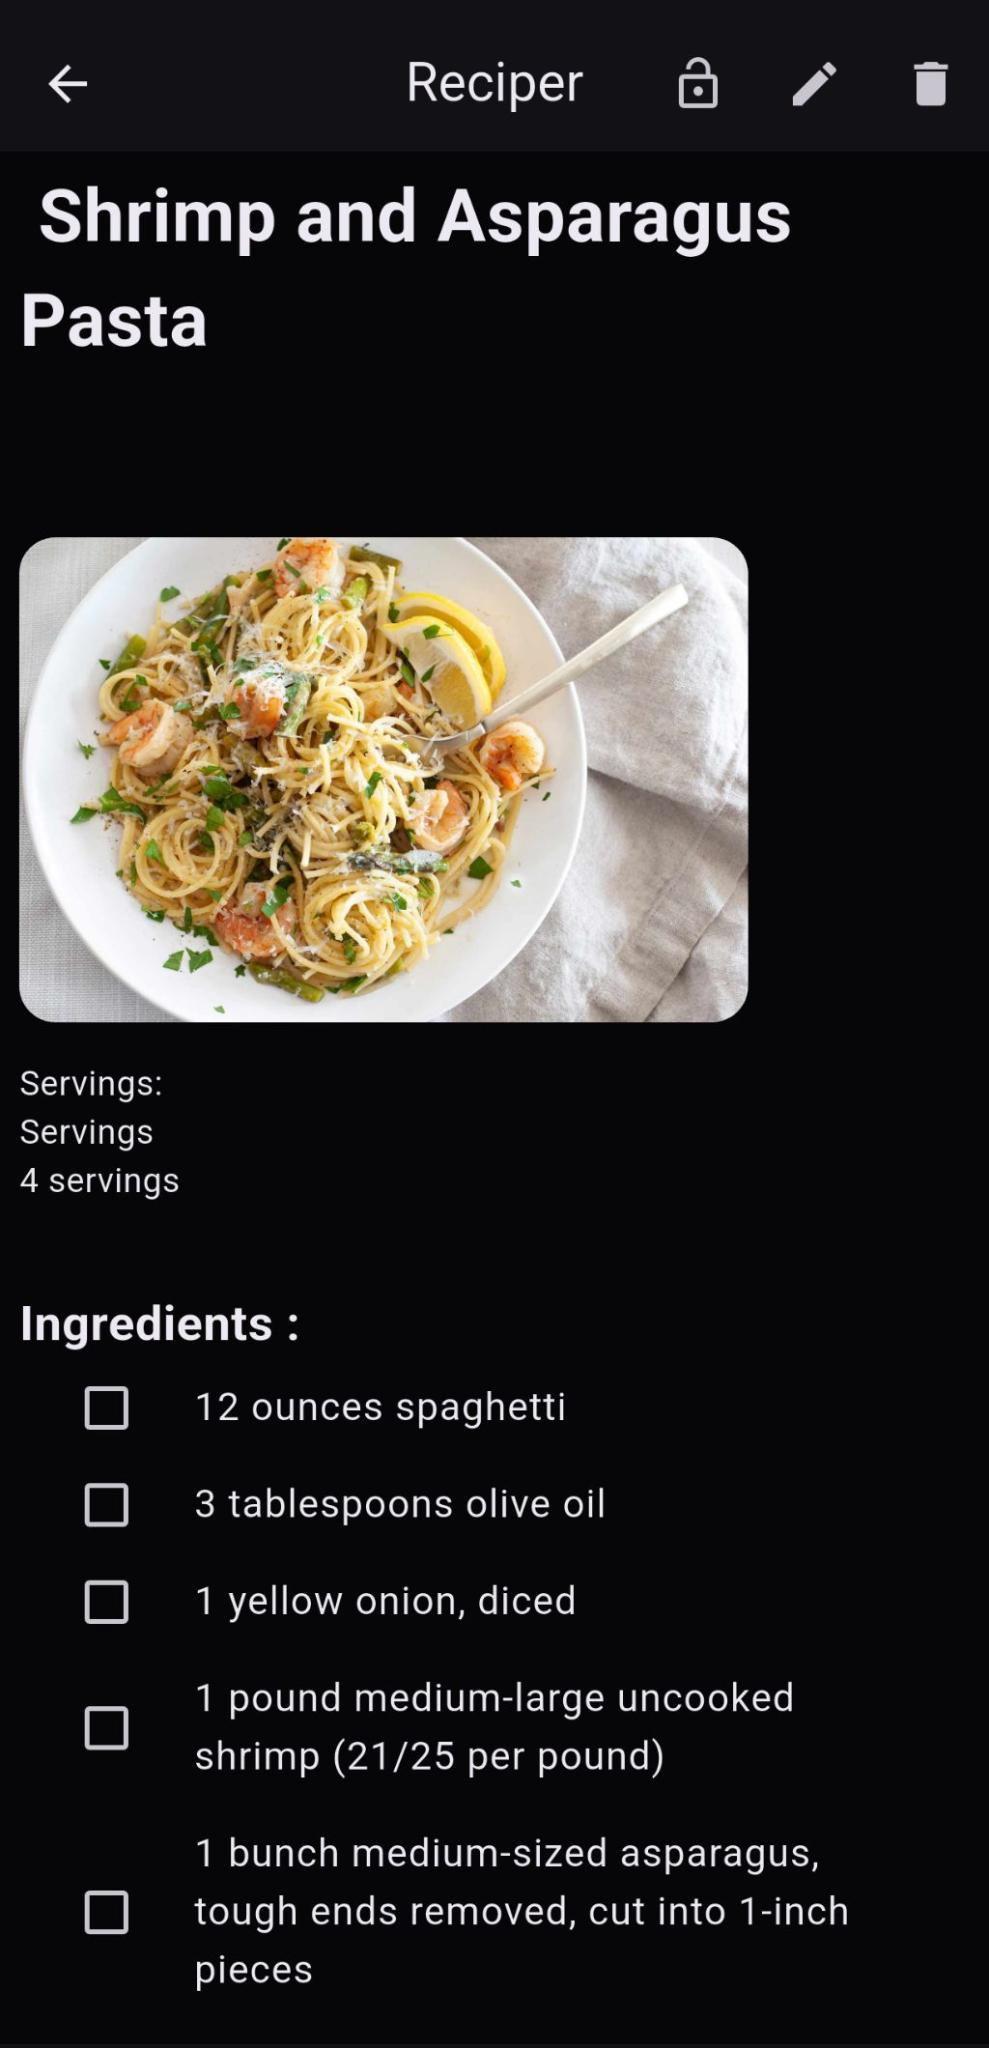 Reciper
Shrimp and Asparagus
Pasta
Servings:
Servings
4 servings
Ingredients :
12 ounces spaghetti
3 tablespoons olive oil
1 yellow onion, diced
1 pound medium-large uncooked
shrimp (21/25 per pound)
1 bunch medium-sized asparagus,
tough ends removed, cut into 1-inch
pieces